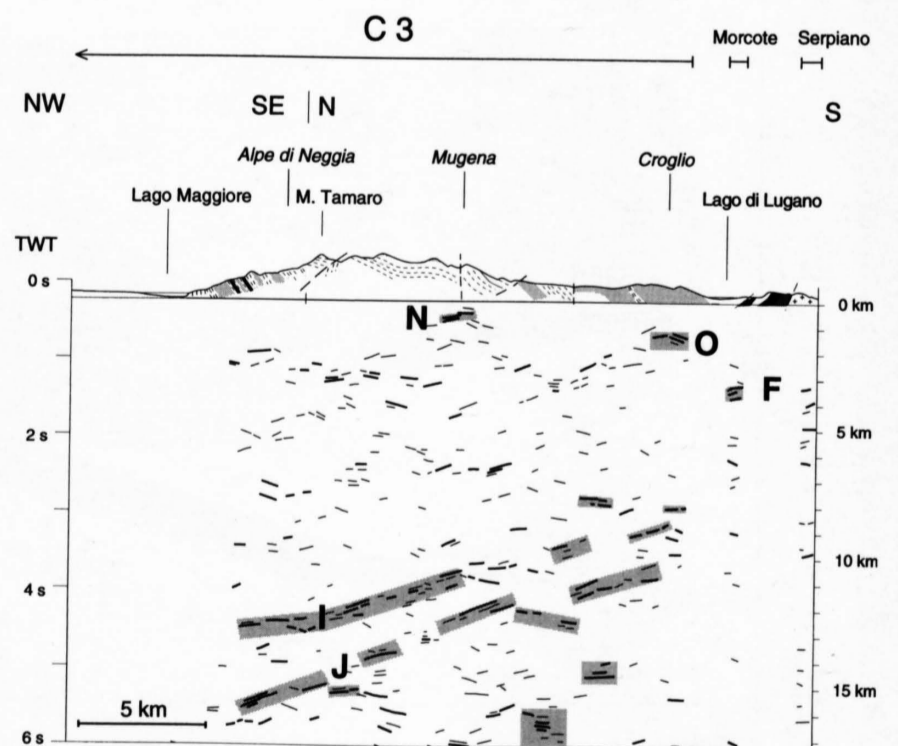 C 3
Morcote Serpiano
NW SE N S
Alpe di Neggia Mugena Croglio
Lago Maggiore M. Tamaro Lago di Lugano
TWT
0 s 0 km
N
O
F
2 s 5 km
10 km
4 s
I
J
15 km
5 km
6 s